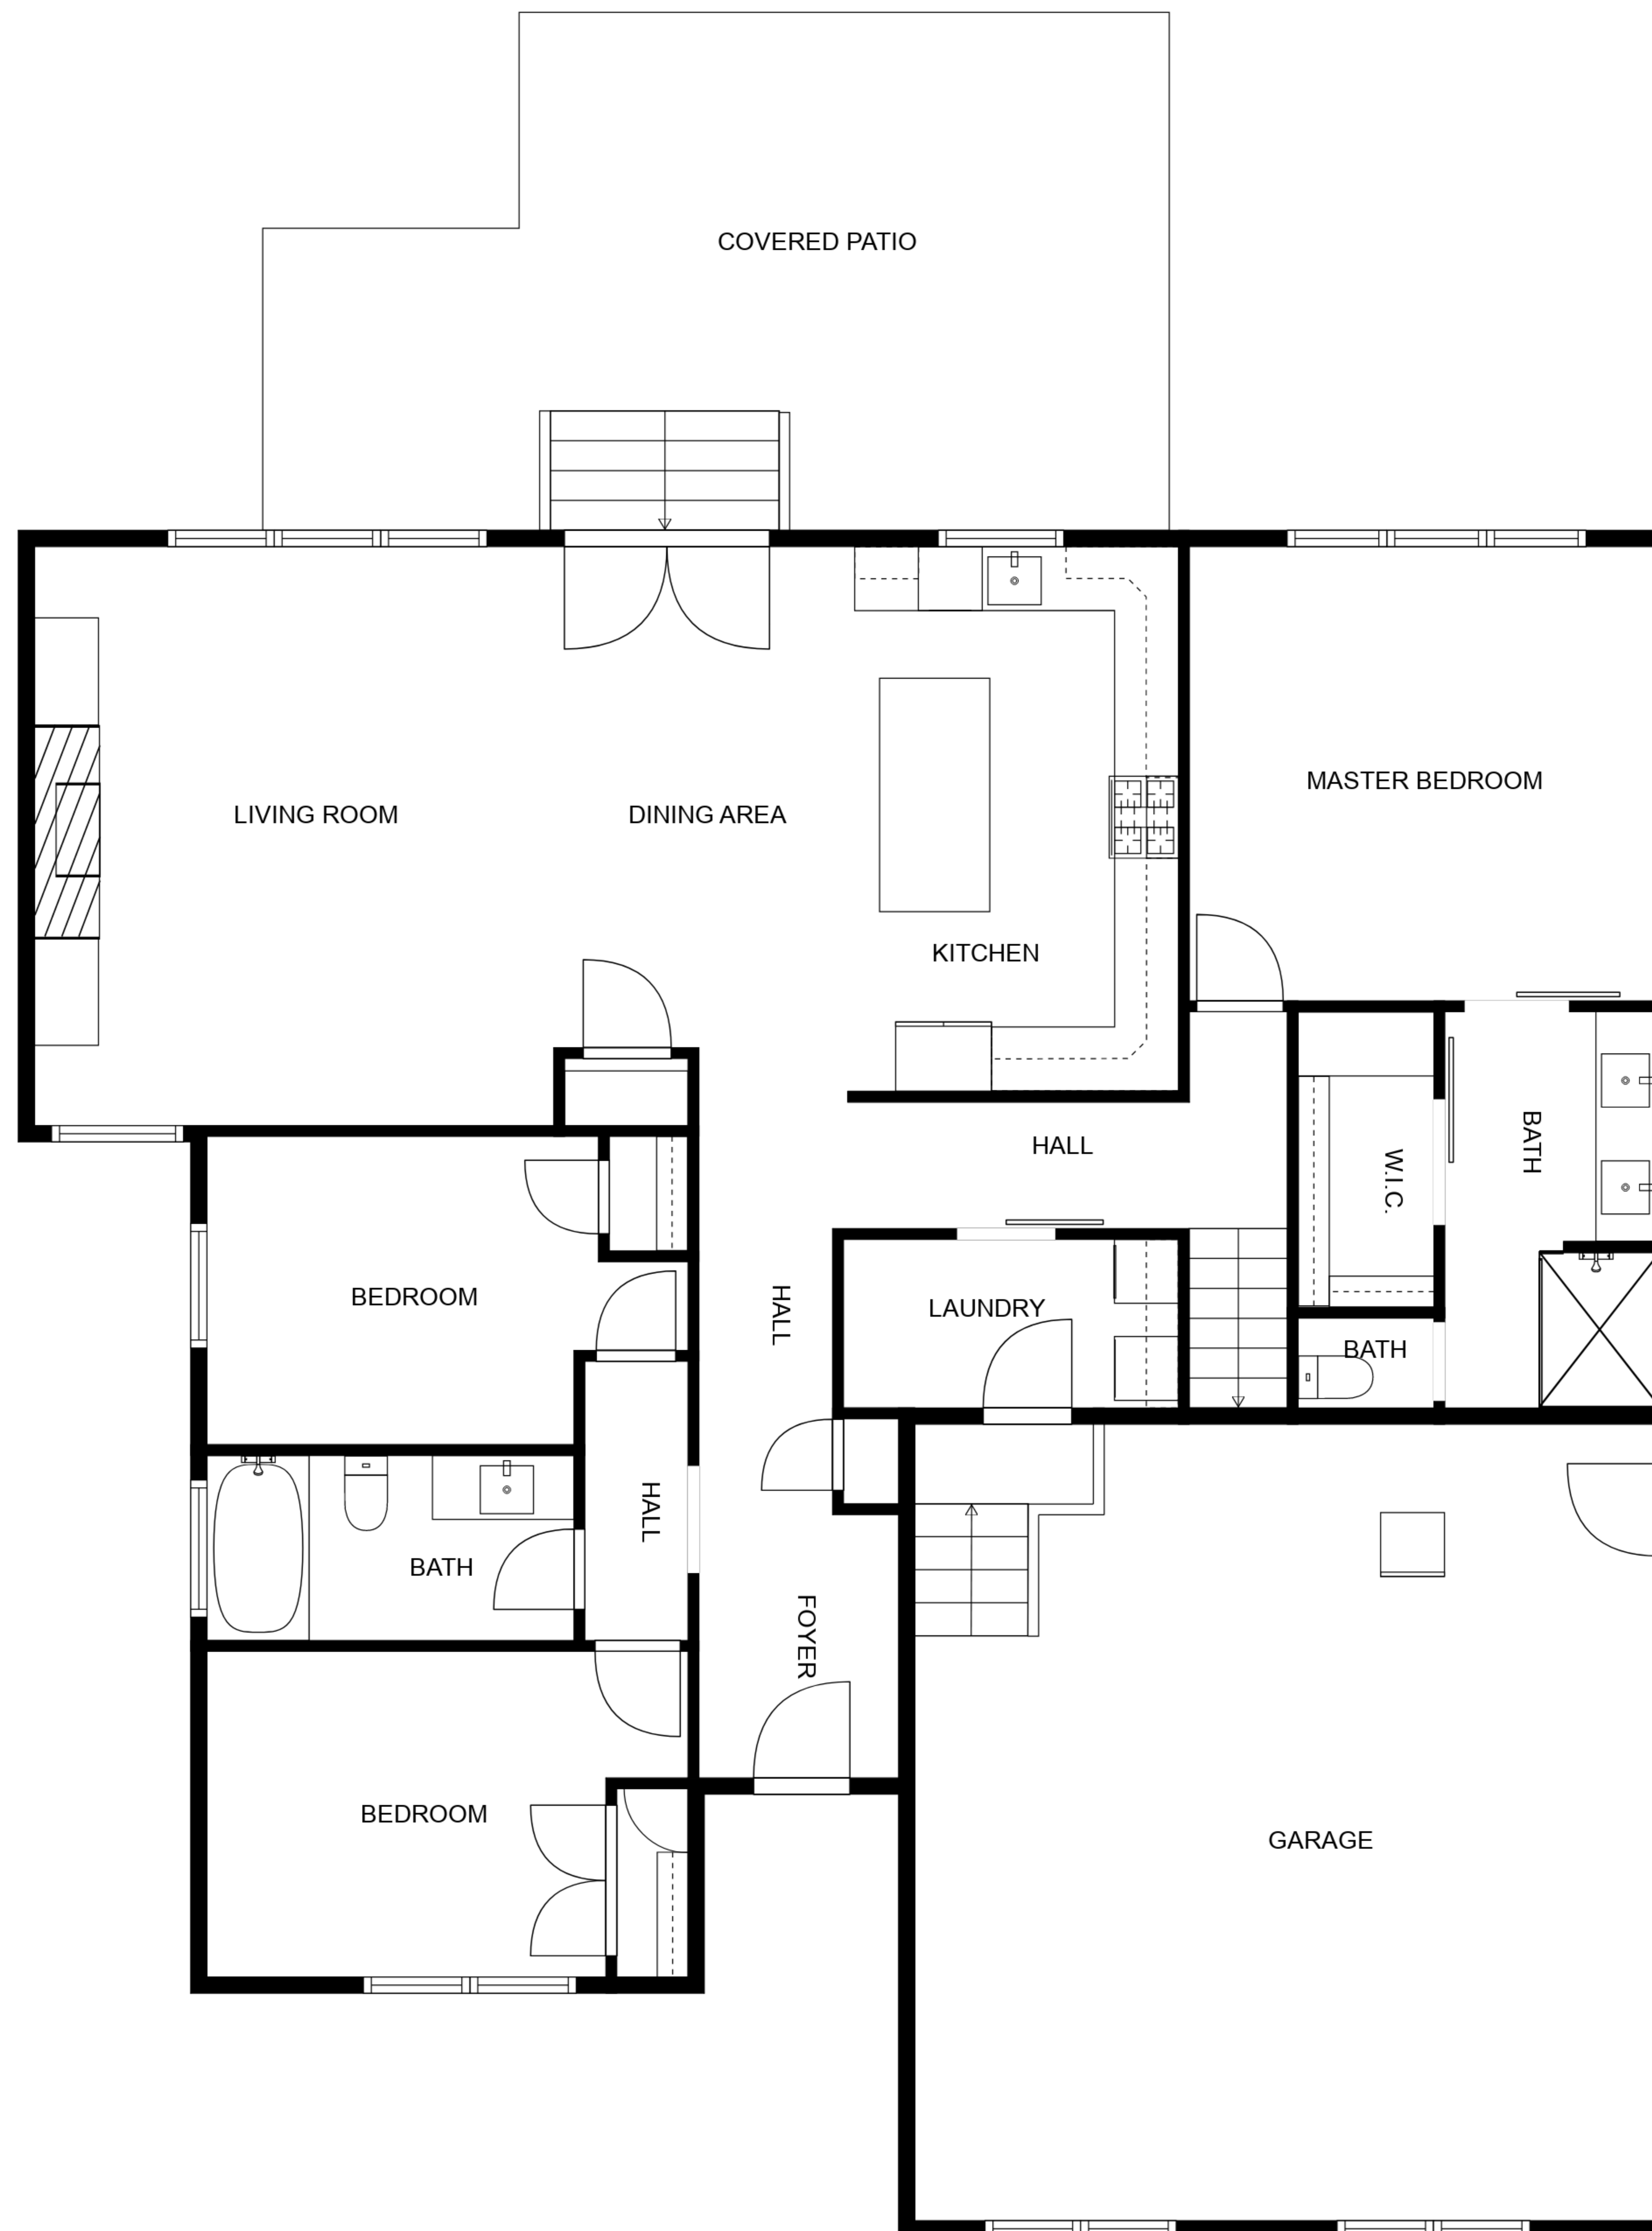 COVERED PATIO
MASTER BEDROOM
LIVING ROOM
DINING AREA
KITCHEN
HALL
BATH
W.I.C.
BEDROOM
HALL
LAUNDRY
BATH
HALL
BATH
FOYER
BEDROOM
GARAGE